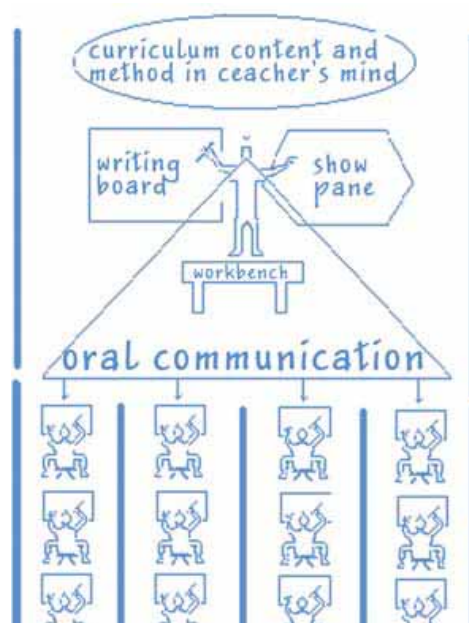 curriculum content and
method in ceacher's mind
writing
board
show
pane
workbench
oral communication